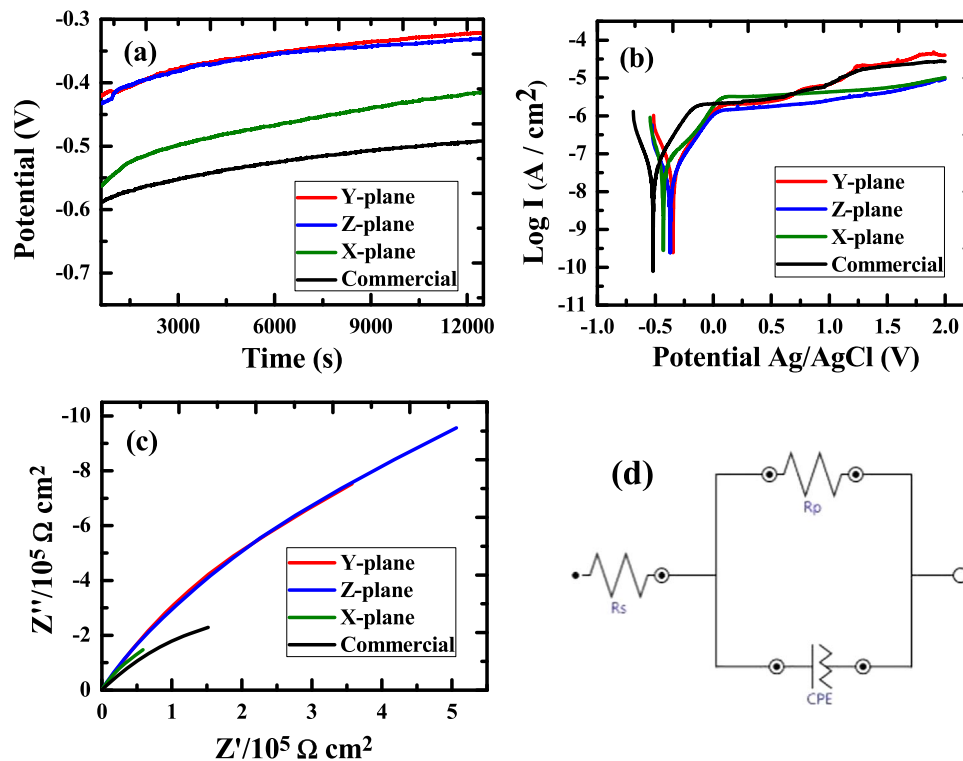 (a)
-0.3
-0.4
-0.5
-0.6
-0.7
Potential (V)
3000 6000 9000 12000
Time (s)
Y-plane
Z-plane
X-plane
Commercial
(b)
-4
-5
-6
-7
-8
-9
-10
-11
Log I (A / cm²)
-1.0 -0.5 0.0 0.5 1.0 1.5 2.0
Potential Ag/AgCl (V)
Y-plane
Z-plane
X-plane
Commercial
(c)
-10
-8
-6
-4
-2
0
Z''/10⁵ Ω cm²
0 1 2 3 4 5
Z'/10⁵ Ω cm²
Y-plane
Z-plane
X-plane
Commercial
(d)
Rp
Rs
CPE